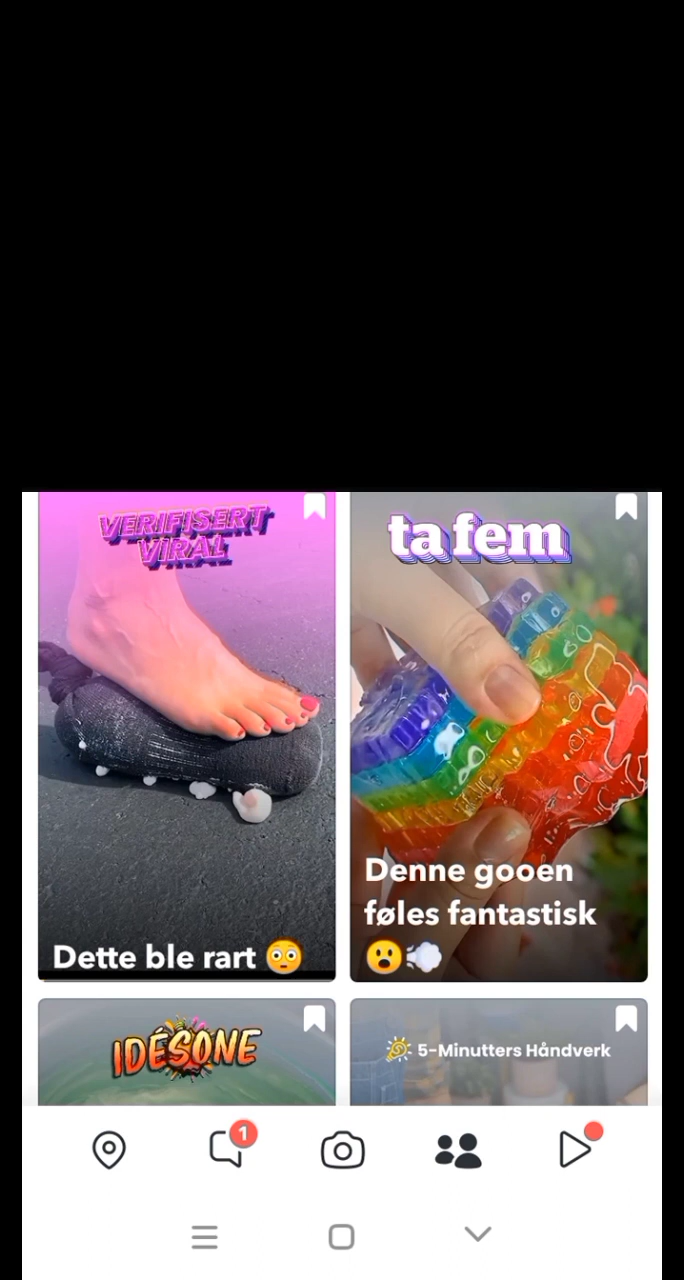 VERIFISERT
VIRAL
Dette ble rart 😳
ta fem
Denne gooen
føles fantastisk
😮💨
IDÉSONE
5-Minutters Håndverk
1